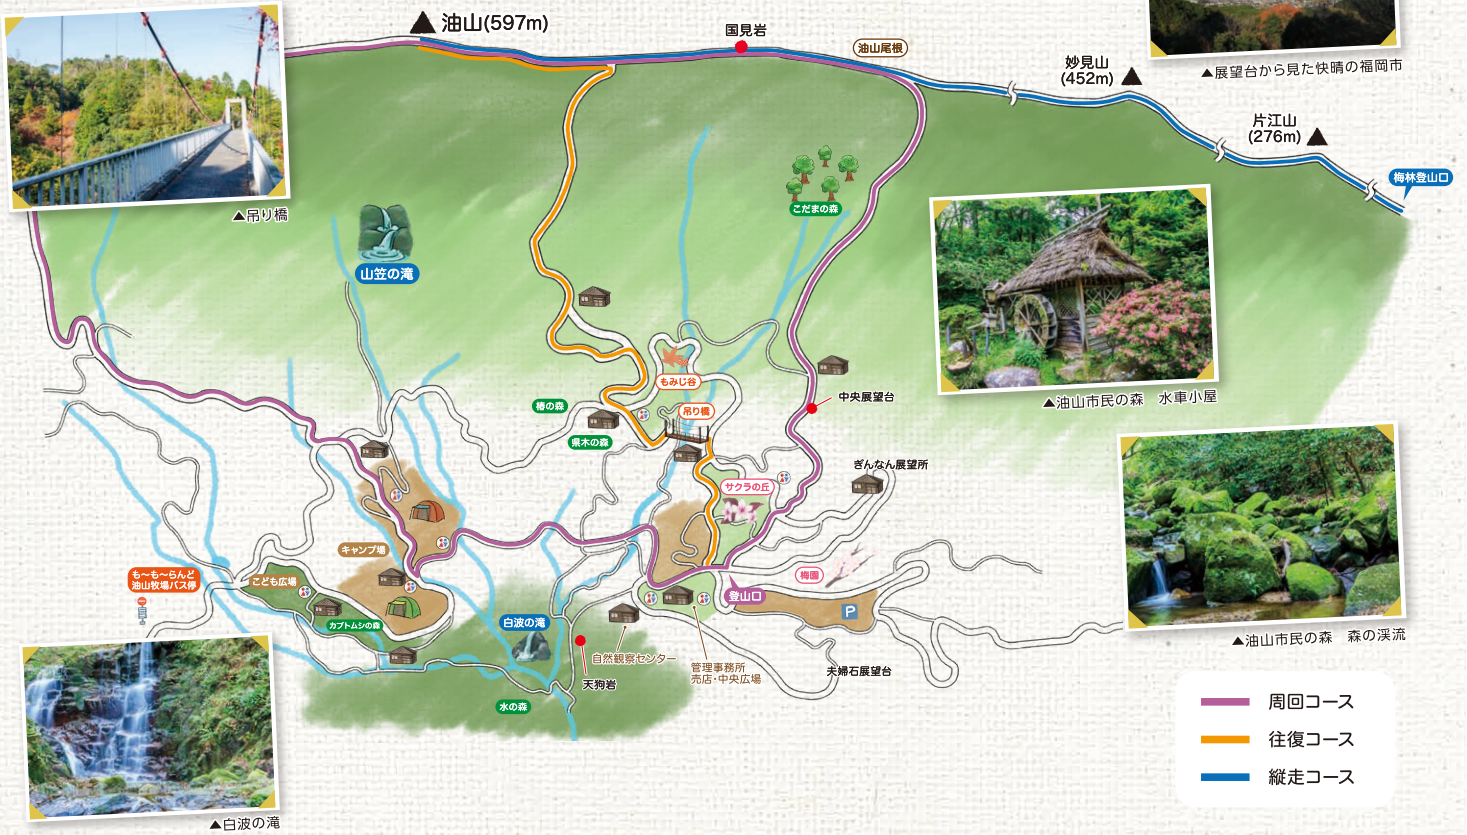 油山(597m)
国見岩
油山尾根
妙見山
(452m)
▲展望台から見た快晴の福岡市
片江山
(276m)
梅林登山口
▲吊り橋
こだまの森
山笠の滝
もみじ谷
中央展望台
▲油山市民の森　水車小屋
椿の森
吊り橋
県木の森
ぎんなん展望所
サクラの丘
キャンプ場
も〜も〜らんど
油山牧場バス停
こども広場
梅園
登山口
P
カブトムシの森
白波の滝
▲油山市民の森　森の渓流
自然観察センター
管理事務所
売店・中央広場
夫婦石展望台
天狗岩
水の森
周回コース
往復コース
縦走コース
▲白波の滝